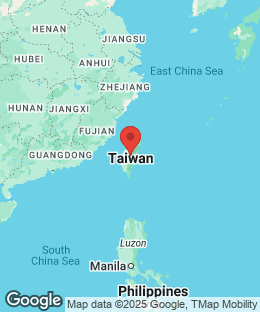 HENAN
JIANGSU
HUBEI
ANHUI
East China Sea
ZHEJIANG
HUNAN
JIANGXI
FUJIAN
GUANGDONG
Taiwan
Luzon
South
China Sea
Manila
Philippines
Google
Map data ©2025 Google, TMap Mobility